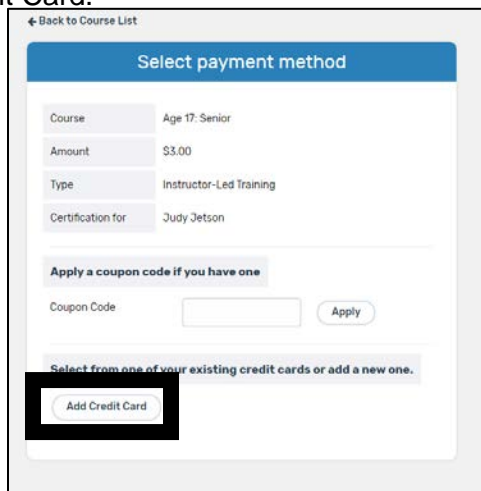 it Card.
← Back to Course List
Select payment method
Course Age 17: Senior
Amount $3.00
Type Instructor-Led Training
Certification for Judy Jetson
Apply a coupon code if you have one
Coupon Code Apply
Select from one of your existing credit cards or add a new one.
Add Credit Card